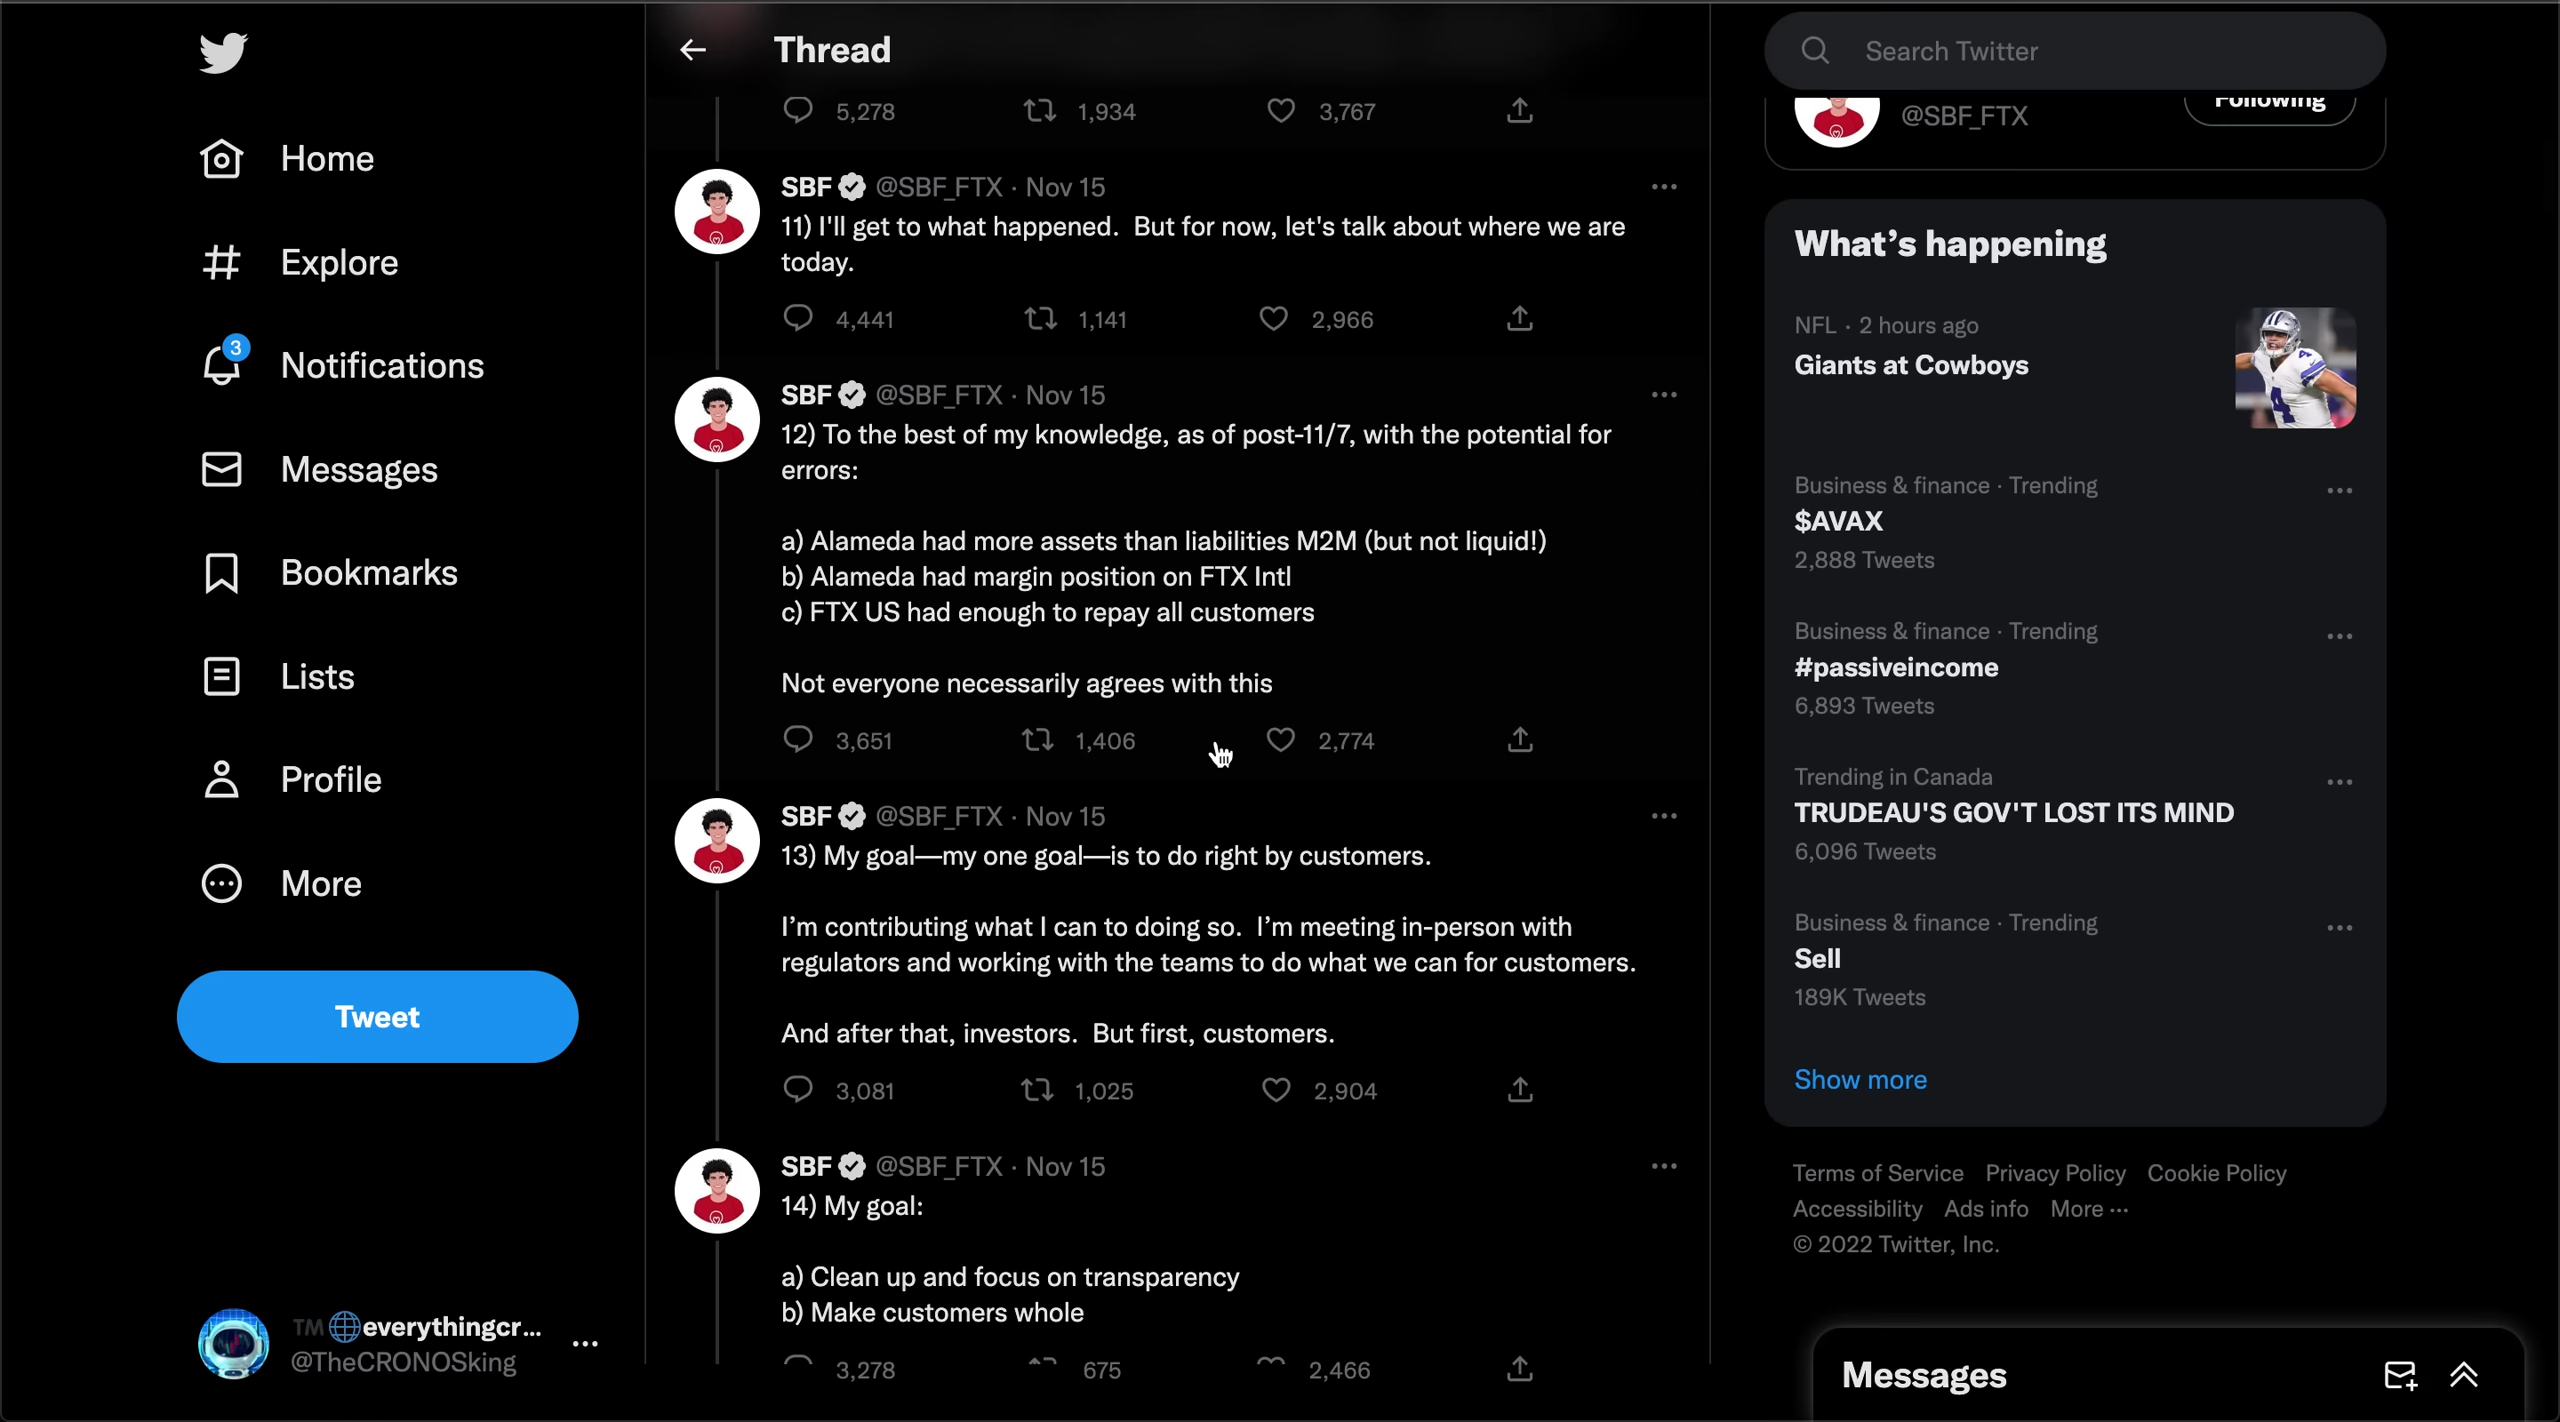 Home
Explore
3
Notifications
Messages
Bookmarks
Lists
Profile
More
Tweet
TM🌐everythingcr...
@TheCRONOSking
Thread
5,278 1,934 3,767
SBF @SBF_FTX · Nov 15
11) I'll get to what happened.  But for now, let's talk about where we are
today.
4,441 1,141 2,966
SBF @SBF_FTX · Nov 15
12) To the best of my knowledge, as of post-11/7, with the potential for
errors:
a) Alameda had more assets than liabilities M2M (but not liquid!)
b) Alameda had margin position on FTX Intl
c) FTX US had enough to repay all customers
Not everyone necessarily agrees with this
3,651 1,406 2,774
SBF @SBF_FTX · Nov 15
13) My goal—my one goal—is to do right by customers.
I’m contributing what I can to doing so.  I’m meeting in-person with
regulators and working with the teams to do what we can for customers.
And after that, investors.  But first, customers.
3,081 1,025 2,904
SBF @SBF_FTX · Nov 15
14) My goal:
a) Clean up and focus on transparency
b) Make customers whole
3,278 675 2,466
Search Twitter
Following
@SBF_FTX
What’s happening
NFL · 2 hours ago
Giants at Cowboys
4
Business & finance · Trending
$AVAX
2,888 Tweets
Business & finance · Trending
#passiveincome
6,893 Tweets
Trending in Canada
TRUDEAU'S GOV'T LOST ITS MIND
6,096 Tweets
Business & finance · Trending
Sell
189K Tweets
Show more
Terms of Service Privacy Policy Cookie Policy
Accessibility Ads info More ···
© 2022 Twitter, Inc.
Messages